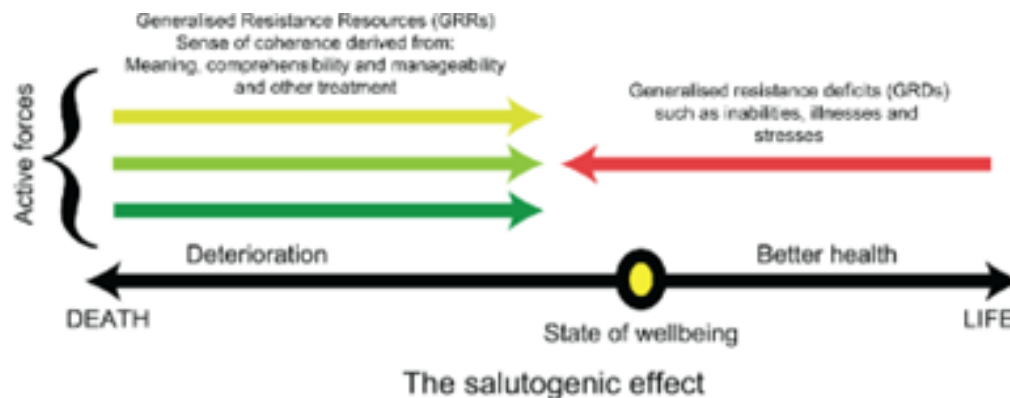 Generalised Resistance Resources (GRRs)
Sense of coherence derived from:
Meaning, comprehensibility and manageability
and other treatment
Generalised resistance deficits (GRDs)
such as inabilities, illnesses and
stresses
Active forces
Deterioration
Better health
DEATH
LIFE
State of wellbeing
The salutogenic effect